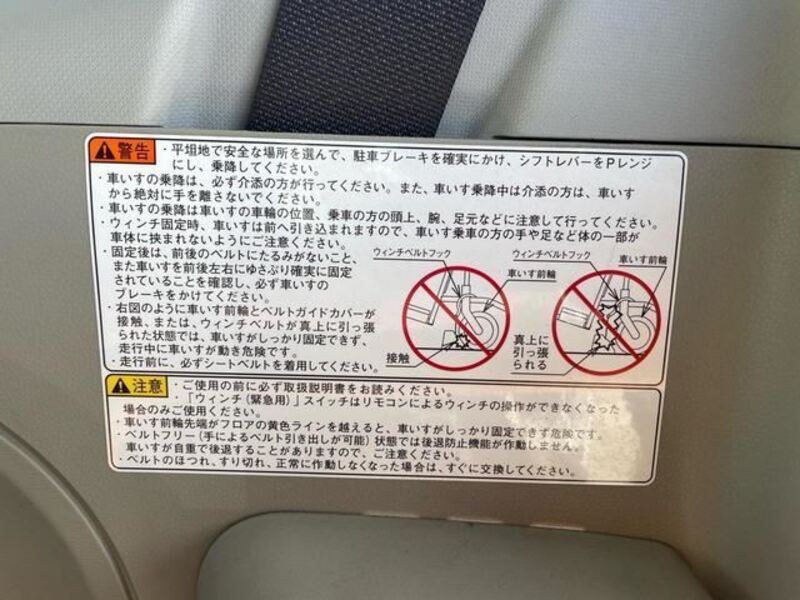 警告
・平坦地で安全な場所を選んで、駐車ブレーキを確実にかけ、シフトレバーをPレンジ
にし、乗降してください。
・車いすの乗降は、必ず介添の方が行ってください。また、車いす乗降中は介添の方は、車いす
から絶対に手を離さないでください。
・車いすの乗降は車いすの車輪の位置、乗車の方の頭上、腕、足元などに注意して行ってください。
・ウィンチ固定時、車いすは前へ引き込まれますので、車いす乗車の方の手や足など体の一部が
車体に挟まれないようにご注意ください。
・固定後は、前後のベルトにたるみがないこと、
また車いすを前後左右にゆさぶり確実に固定
されていることを確認し、必ず車いすの
ブレーキをかけてください。
・右図のように車いす前輪とベルトガイドカバーが
接触、または、ウィンチベルトが真上に引っ張
られた状態では、車いすがしっかり固定できず、
走行中に車いすが動き危険です。
・走行前に、必ずシートベルトを着用してください。
ウィンチベルトフック
車いす前輪
接触
ウィンチベルトフック
車いす前輪
真上に
引っ張
られる
注意
・ご使用の前に必ず取扱説明書をお読みください。
・「ウィンチ(緊急用)」スイッチはリモコンによるウィンチの操作ができなくなった
場合のみご使用ください。
・車いす前輪先端がフロアの黄色ラインを越えると、車いすがしっかり固定できず危険です。
・ベルトフリー(手によるベルト引き出しが可能)状態では後退防止機能が作動しません。
車いすが自重で後退することがありますので、ご注意ください。
・ベルトのほつれ、すり切れ、正常に作動しなくなった場合は、すぐに交換してください。